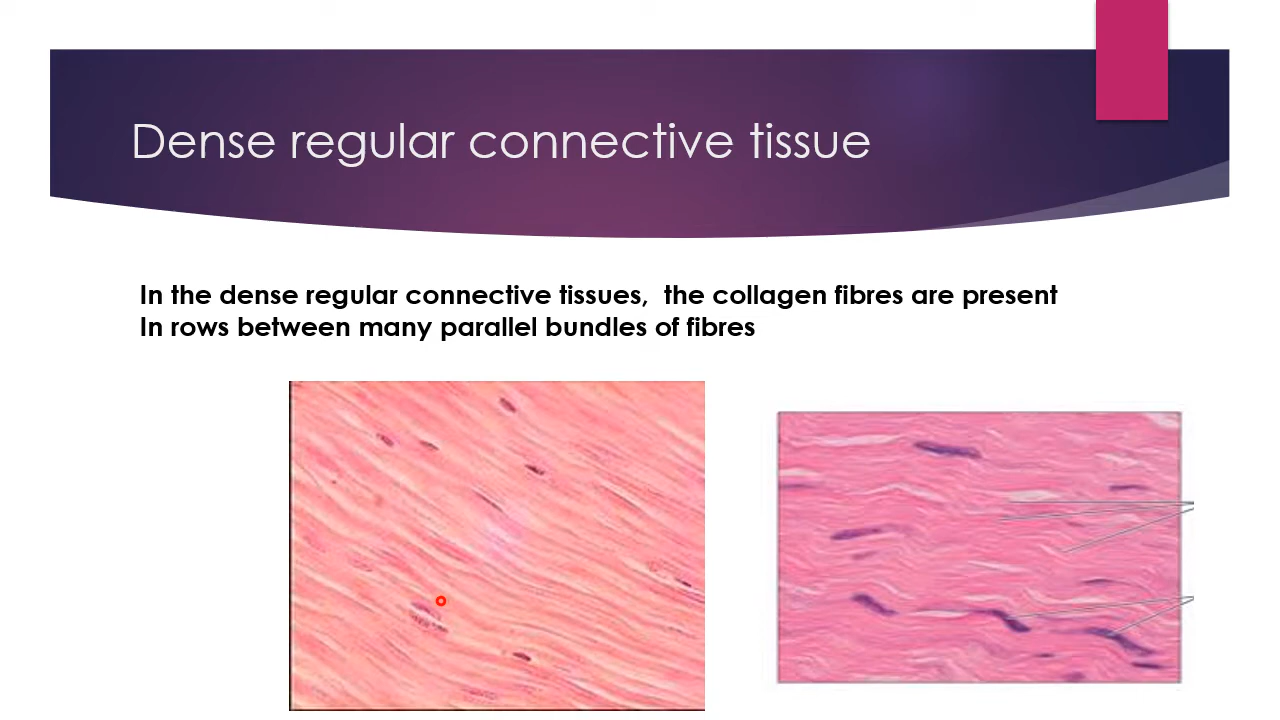 Dense regular connective tissue
In the dense regular connective tissues,  the collagen fibres are present
In rows between many parallel bundles of fibres